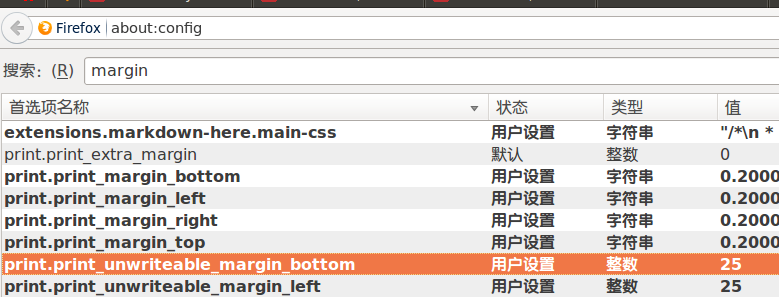 Firefox about:config
搜索：(R) margin
首选项名称 状态 类型 值
extensions.markdown-here.main-css 用户设置 字符串 "/*\n *
print.print_extra_margin 默认 整数 0
print.print_margin_bottom 用户设置 字符串 0.2000
print.print_margin_left 用户设置 字符串 0.2000
print.print_margin_right 用户设置 字符串 0.2000
print.print_margin_top 用户设置 字符串 0.2000
print.print_unwriteable_margin_bottom 用户设置 整数 25
print.print_unwriteable_margin_left 用户设置 整数 25